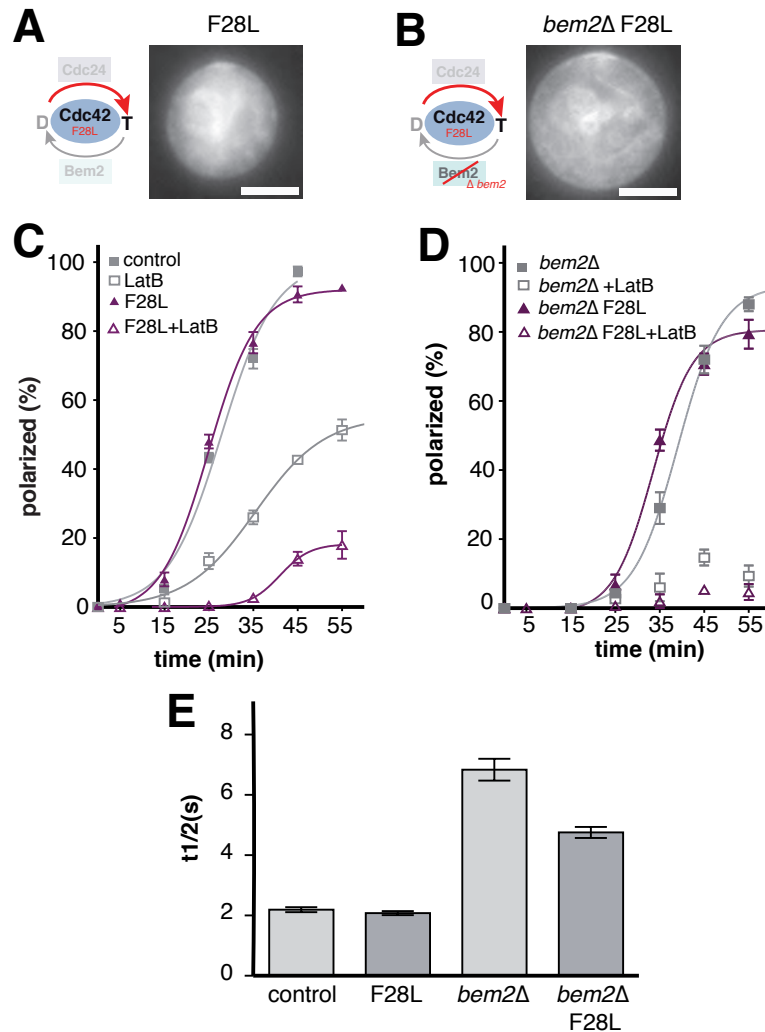 A
F28L
Cdc24
D
Cdc42
T
F28L
Bem2
B
bem2Δ F28L
Cdc24
D
Cdc42
T
F28L
Bem2
Δ bem2
C
100
80
60
40
20
0
polarized (%)
5 15 25 35 45 55
time (min)
control
LatB
F28L
F28L+LatB
D
100
80
60
40
20
0
polarized (%)
5 15 25 35 45 55
time (min)
bem2Δ
bem2Δ +LatB
bem2Δ F28L
bem2Δ F28L+LatB
E
8
6
4
2
0
t1/2(s)
control F28L bem2Δ bem2Δ
F28L